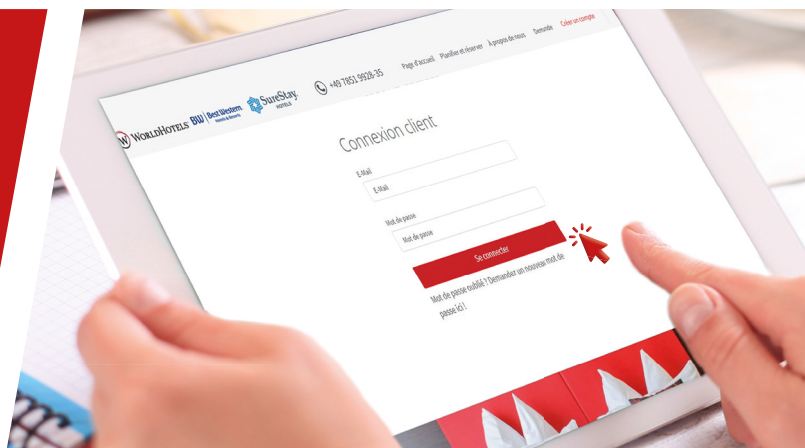 WORLDHOTELS BW Best Western Hotels & Resorts SureStay HOTELS +49 7851 9928-35 Page d'accueil Planifier et réserver À propos de nous Demande Créer un compte
Connexion client
E-Mail
E-Mail
Mot de passe
Mot de passe
Se connecter
Mot de passe oublié ? Demandez un nouveau mot de
passe ici !